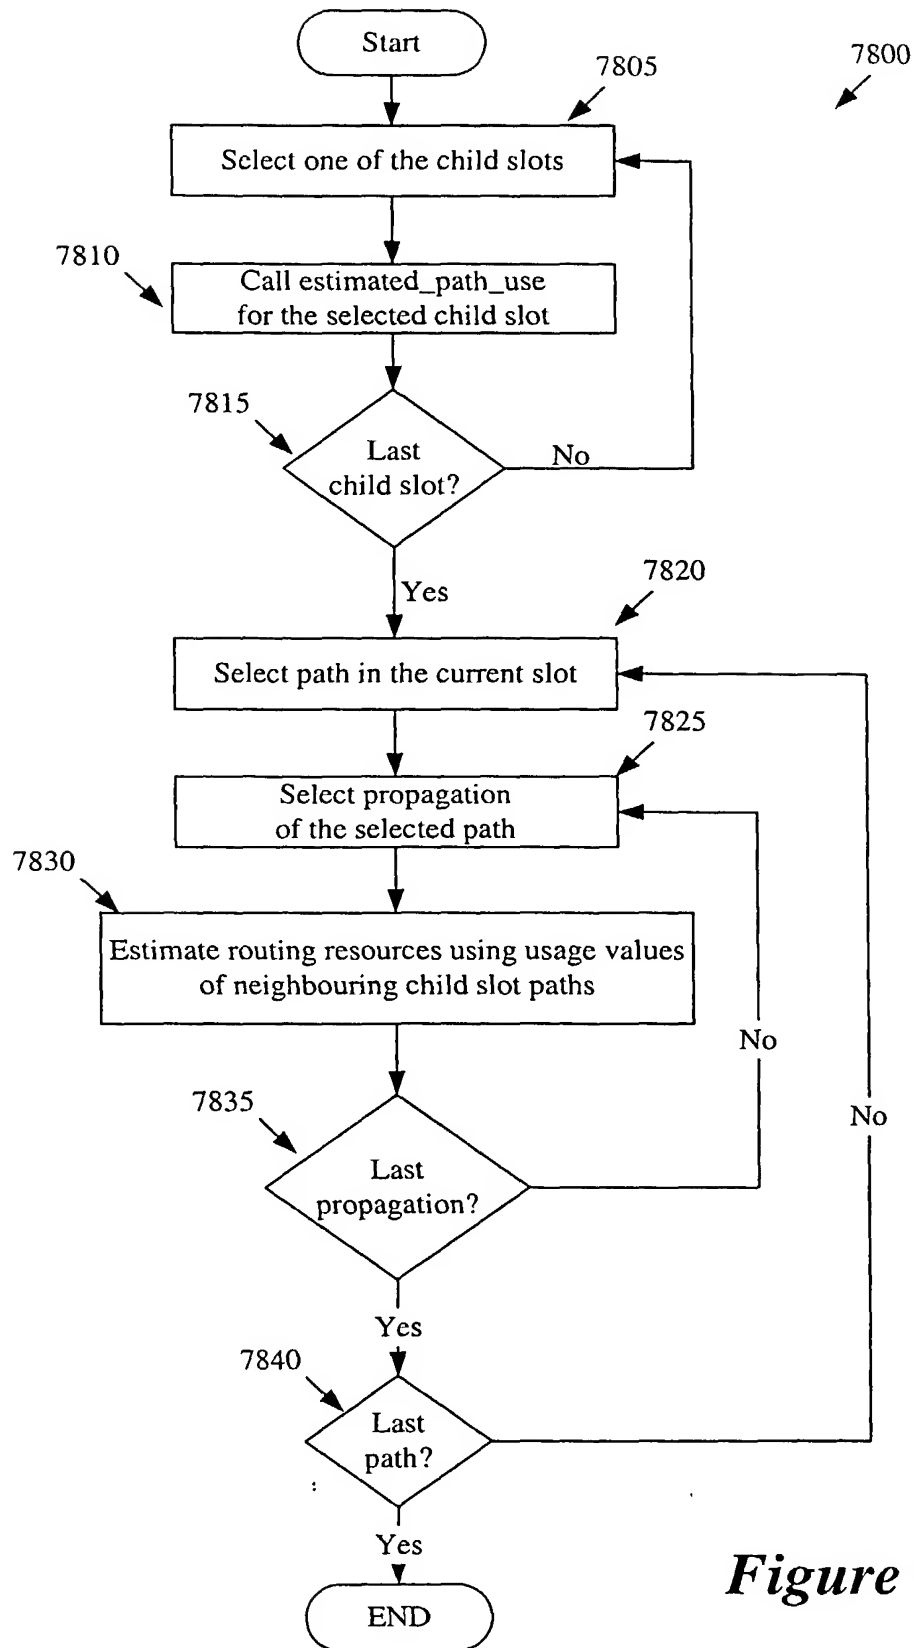 Start
7800
7805
Select one of the child slots
7810
Call estimated_path_use
for the selected child slot
7815
Last
child slot?
No
Yes
7820
Select path in the current slot
7825
Select propagation
of the selected path
7830
Estimate routing resources using usage values
of neighbouring child slot paths
No
7835
No
Last
propagation?
Yes
7840
Last
path?
Yes
Figure
END